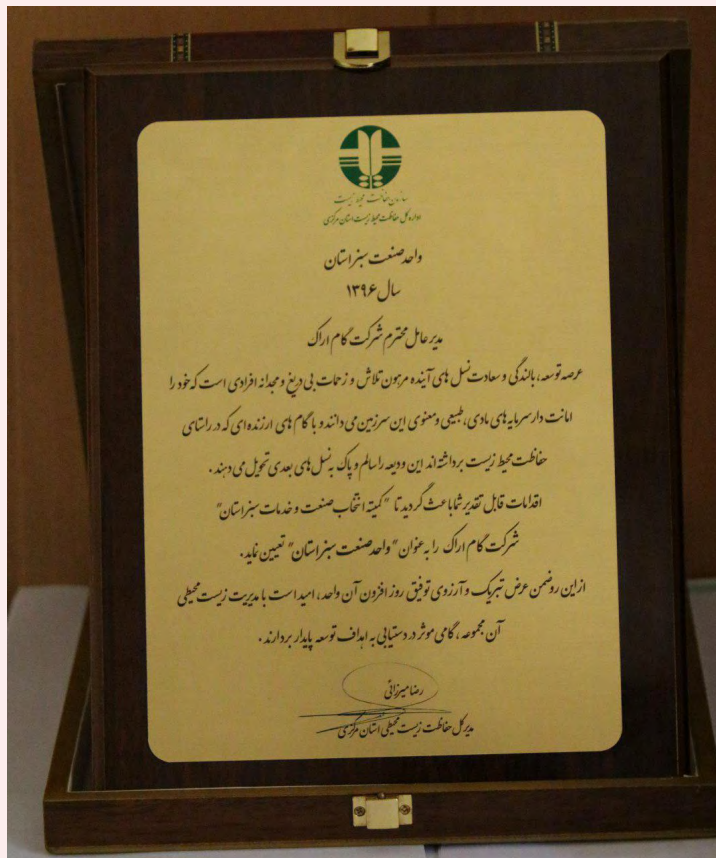 سازمان حفاظت محیط زیست
اداره کل حفاظت محیط زیست استان مرکزی
واحد صنعت سبز استان
سال ۱۳۹۶
مدیر عامل محترم شرکت گام اراک
عرصه توسعه، بالندگی و سعادت نسل های آینده مرهون تلاش و زحمات بی دریغ و مجدانه افرادی است که خود را
امانت دار سرمایه های مادی، طبیعی و معنوی این سرزمین می دانند و با گام های ارزنده ای که در راستای
حفاظت محیط زیست برداشته اند این ودیعه را سالم و پاک به نسل های بعدی تحویل می دهند.
اقدامات قابل تقدیر شما باعث گردید تا "کمیته انتخاب صنعت و خدمات سبز استان"
شرکت گام اراک را به عنوان "واحد صنعت سبز استان" تعیین نماید.
از این رو ضمن عرض تبریک و آرزوی توفیق روز افزون آن واحد، امید است با مدیریت زیست محیطی
آن مجموعه، گامی موثر در دستیابی به اهداف توسعه پایدار بردارند.
رضا میرزائی
مدیر کل حفاظت زیست محیطی استان مرکزی